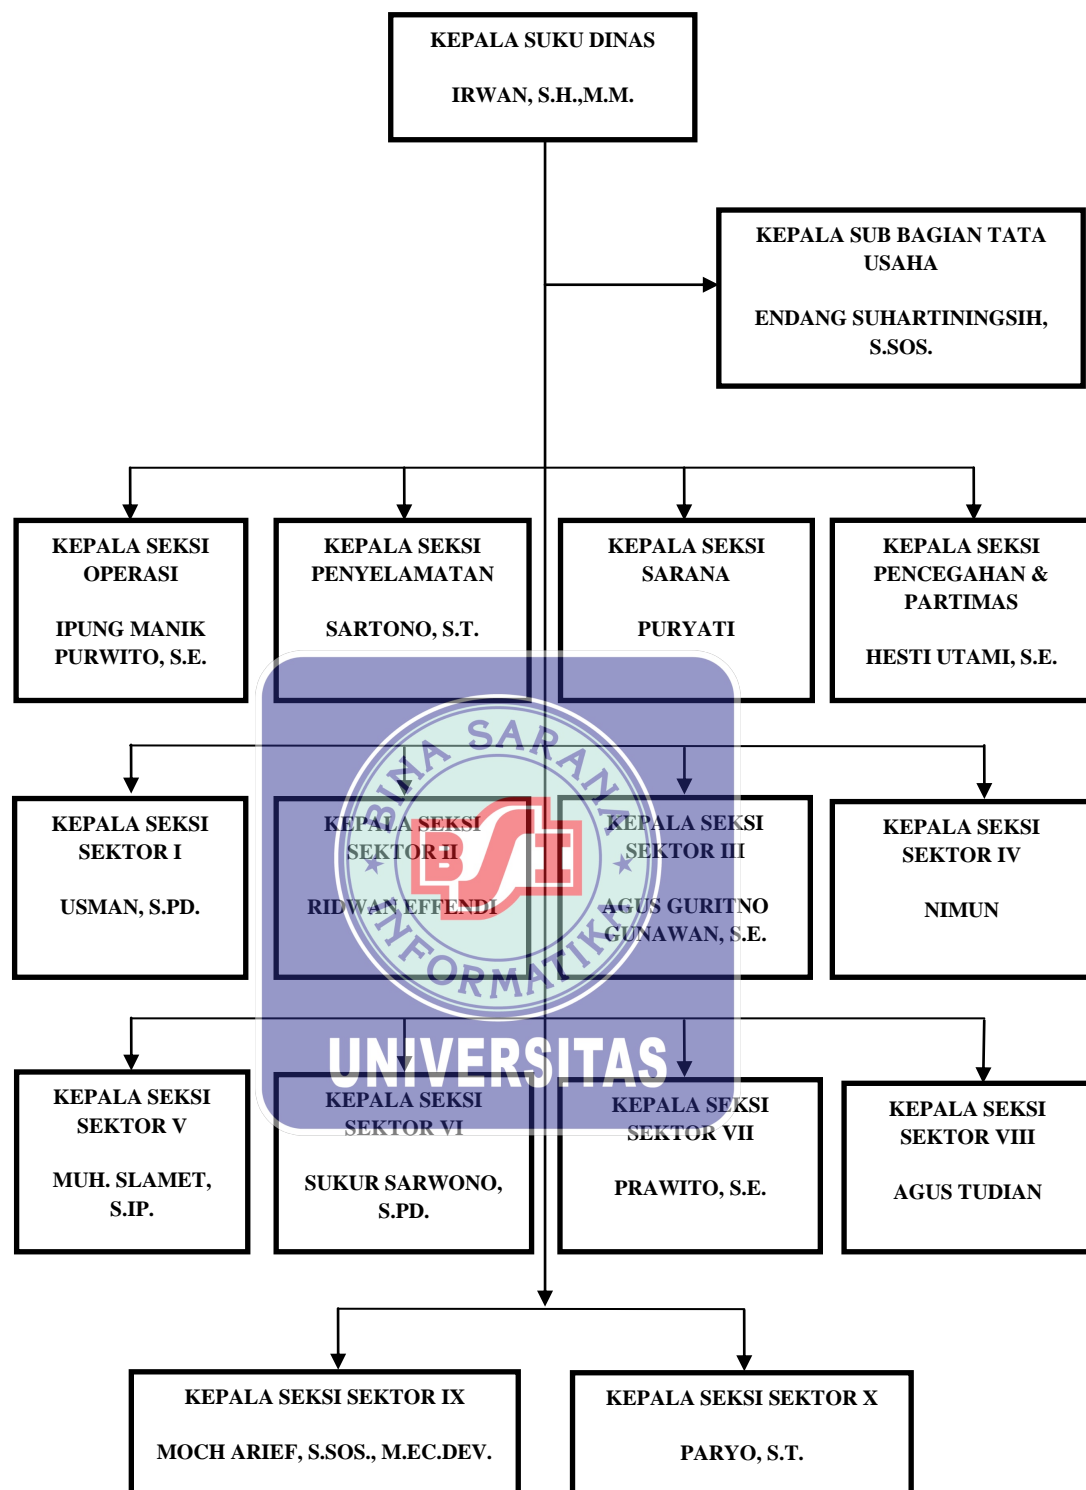 KEPALA SUKU DINAS
IRWAN, S.H.,M.M.
KEPALA SUB BAGIAN TATA
USAHA
ENDANG SUHARTININGSIH,
S.SOS.
KEPALA SEKSI
OPERASI
IPUNG MANIK
PURWITO, S.E.
KEPALA SEKSI
PENYELAMATAN
SARTONO, S.T.
KEPALA SEKSI
SARANA
PURYATI
KEPALA SEKSI
PENCEGAHAN &
PARTIMAS
HESTI UTAMI, S.E.
KEPALA SEKSI
SEKTOR I
USMAN, S.PD.
KEPALA SEKSI
SEKTOR II
RIDWAN EFFENDI
KEPALA SEKSI
SEKTOR III
AGUS GURITNO
GUNAWAN, S.E.
KEPALA SEKSI
SEKTOR IV
NIMUN
BINA SARANA
BSI
INFORMATIKA
UNIVERSITAS
KEPALA SEKSI
SEKTOR V
MUH. SLAMET,
S.IP.
KEPALA SEKSI
SEKTOR VI
SUKUR SARWONO,
S.PD.
KEPALA SEKSI
SEKTOR VII
PRAWITO, S.E.
KEPALA SEKSI
SEKTOR VIII
AGUS TUDIAN
KEPALA SEKSI SEKTOR IX
MOCH ARIEF, S.SOS., M.EC.DEV.
KEPALA SEKSI SEKTOR X
PARYO, S.T.